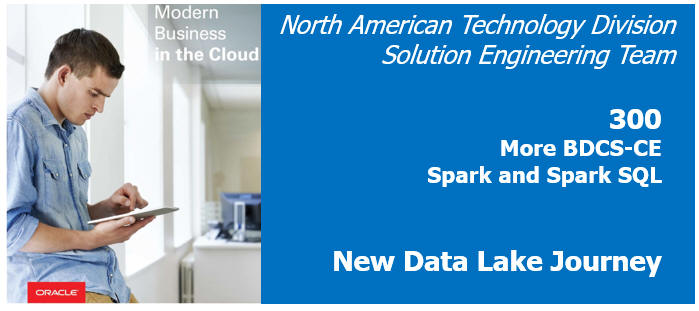 Modern
Business
in the Cloud
North American Technology Division
Solution Engineering Team
300
More BDCS-CE
Spark and Spark SQL
New Data Lake Journey
ORACLE